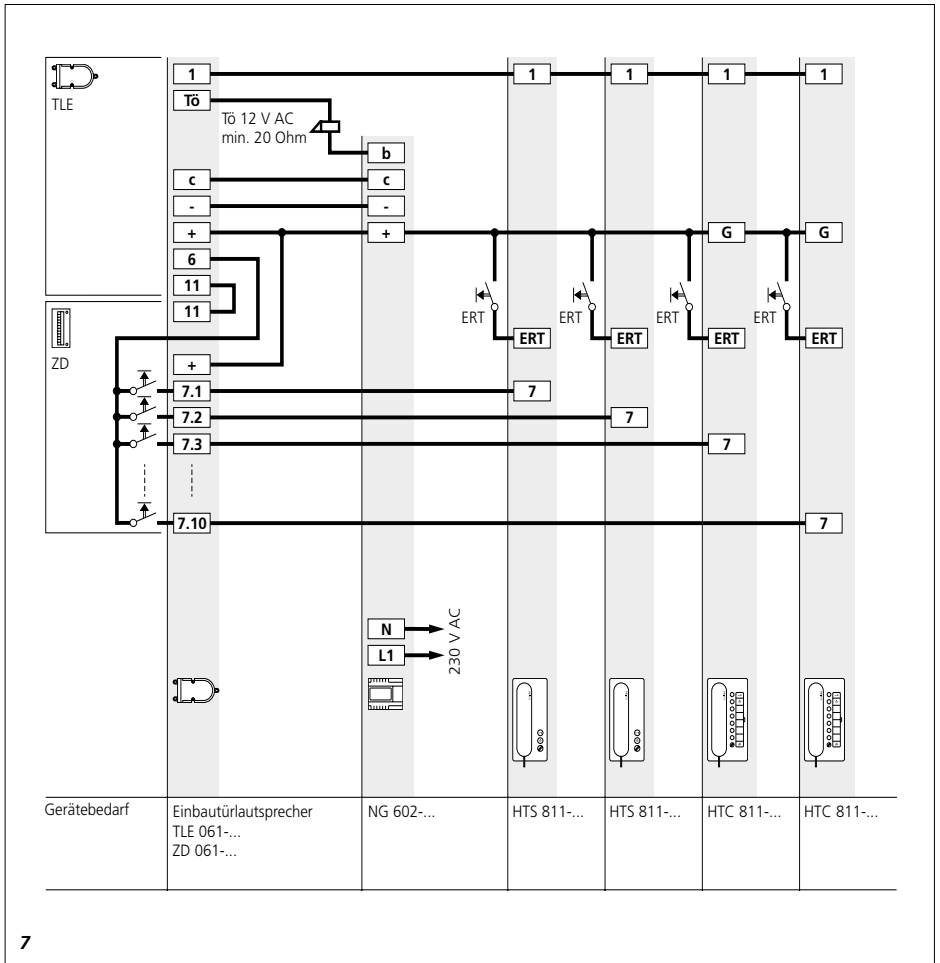 TLE
1 1 1 1 1
Tö
Tö 12 V AC
min. 20 Ohm
b
c c
- -
+ + G G
6
11
11
ERT ERT ERT ERT
ERT ERT ERT ERT
ZD
+
7.1 7
7.2 7
7.3 7
7.10 7
N
L1
230 V AC
Gerätebedarf
Einbautürlautsprecher
TLE 061-...
ZD 061-...
NG 602-...
HTS 811-...
HTS 811-...
HTC 811-...
HTC 811-...
7